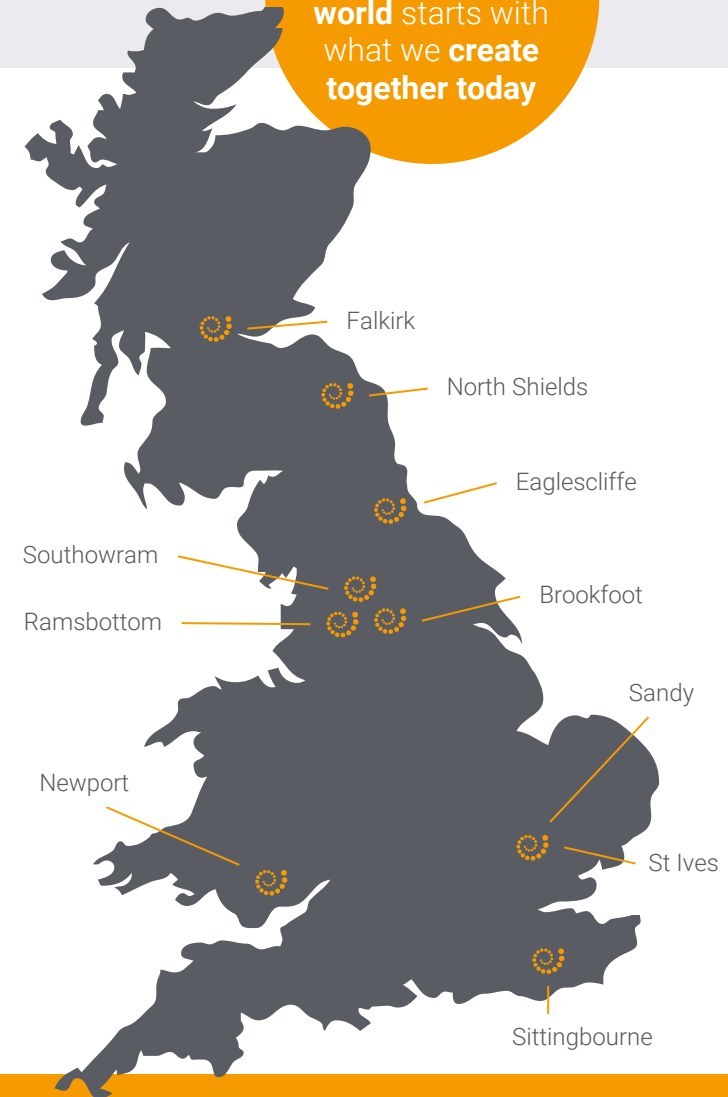 world starts with
what we create
together today
Falkirk
North Shields
Eaglescliffe
Southowram
Brookfoot
Ramsbottom
Sandy
Newport
St Ives
Sittingbourne